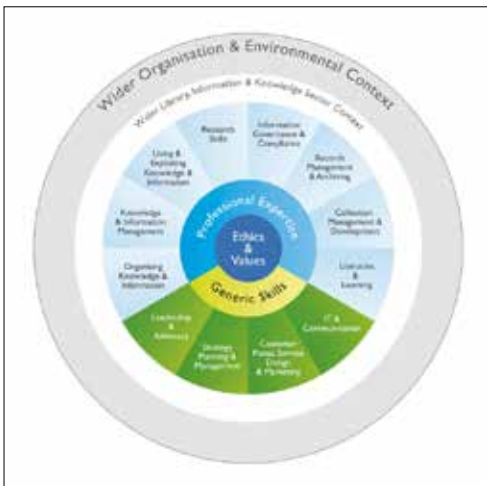 Wider Organisation & Environmental Context
Wider Library, Information & Knowledge Sector Context
Research
Skills
Information
Governance &
Compliance
Using &
Exploiting
Knowledge &
Information
Records
Management
& Archiving
Knowledge
& Information
Management
Collection
Management &
Development
Organising
Knowledge &
Information
Literacies
&
Learning
Professional Expertise
Ethics
&
Values
Generic Skills
Leadership
&
Advocacy
Strategy,
Planning &
Management
Customer
Focus, Service
Design
& Marketing
IT &
Communication